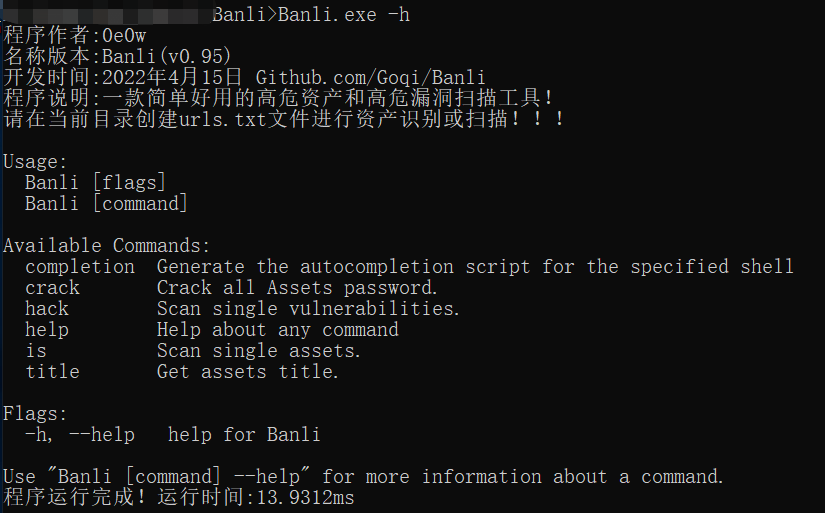 Banli>Banli.exe -h
程序作者:0e0w
名称版本:Banli(v0.95)
开发时间:2022年4月15日 Github.com/Goqi/Banli
程序说明:一款简单好用的高危资产和高危漏洞扫描工具!
请在当前目录创建urls.txt文件进行资产识别或扫描!!!
Usage:
Banli [flags]
Banli [command]
Available Commands:
completion Generate the autocompletion script for the specified shell
crack Crack all Assets password.
hack Scan single vulnerabilities.
help Help about any command
is Scan single assets.
title Get assets title.
Flags:
-h, --help help for Banli
Use "Banli [command] --help" for more information about a command.
程序运行完成!运行时间:13.9312ms